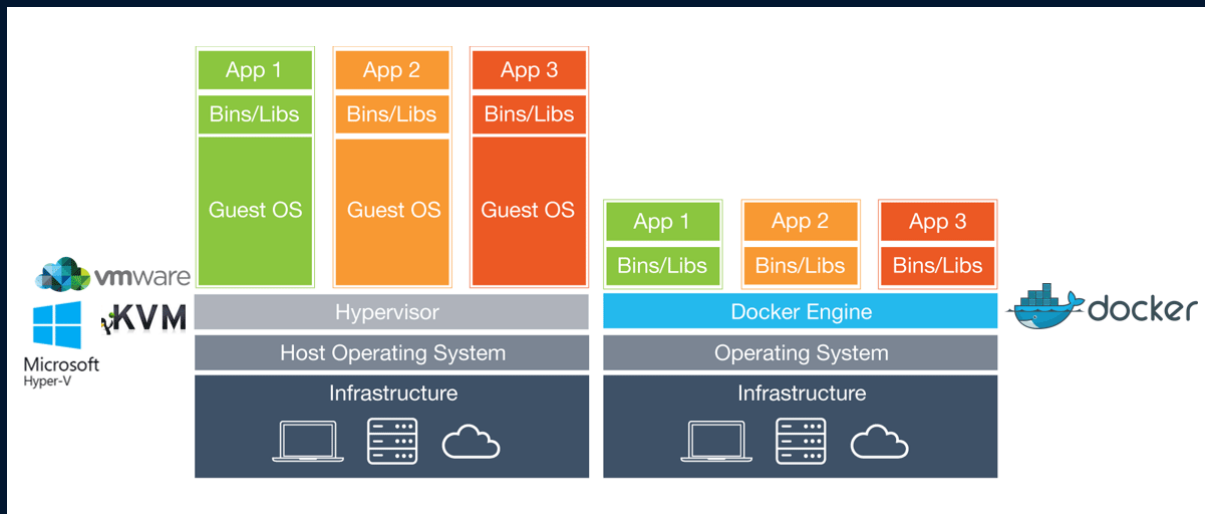 App 1
App 2
App 3
Bins/Libs
Bins/Libs
Bins/Libs
Guest OS
Guest OS
Guest OS
vmware
KVM
Microsoft
Hyper-V
Hypervisor
Host Operating System
Infrastructure
App 1
App 2
App 3
Bins/Libs
Bins/Libs
Bins/Libs
Docker Engine
Operating System
Infrastructure
docker